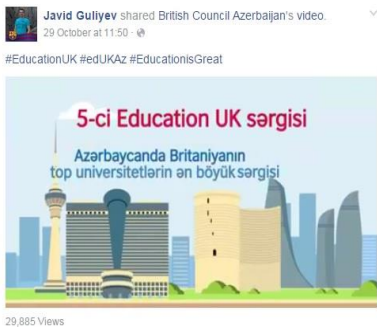 Javid Guliyev shared British Council Azerbaijan's video.
29 October at 11:50 ·
#EducationUK #edUKAz #EducationisGreat
5-ci Education UK sərgisi
Azərbaycanda Britaniyanın
top universitetlərin ən böyük sərgisi
29,885 Views